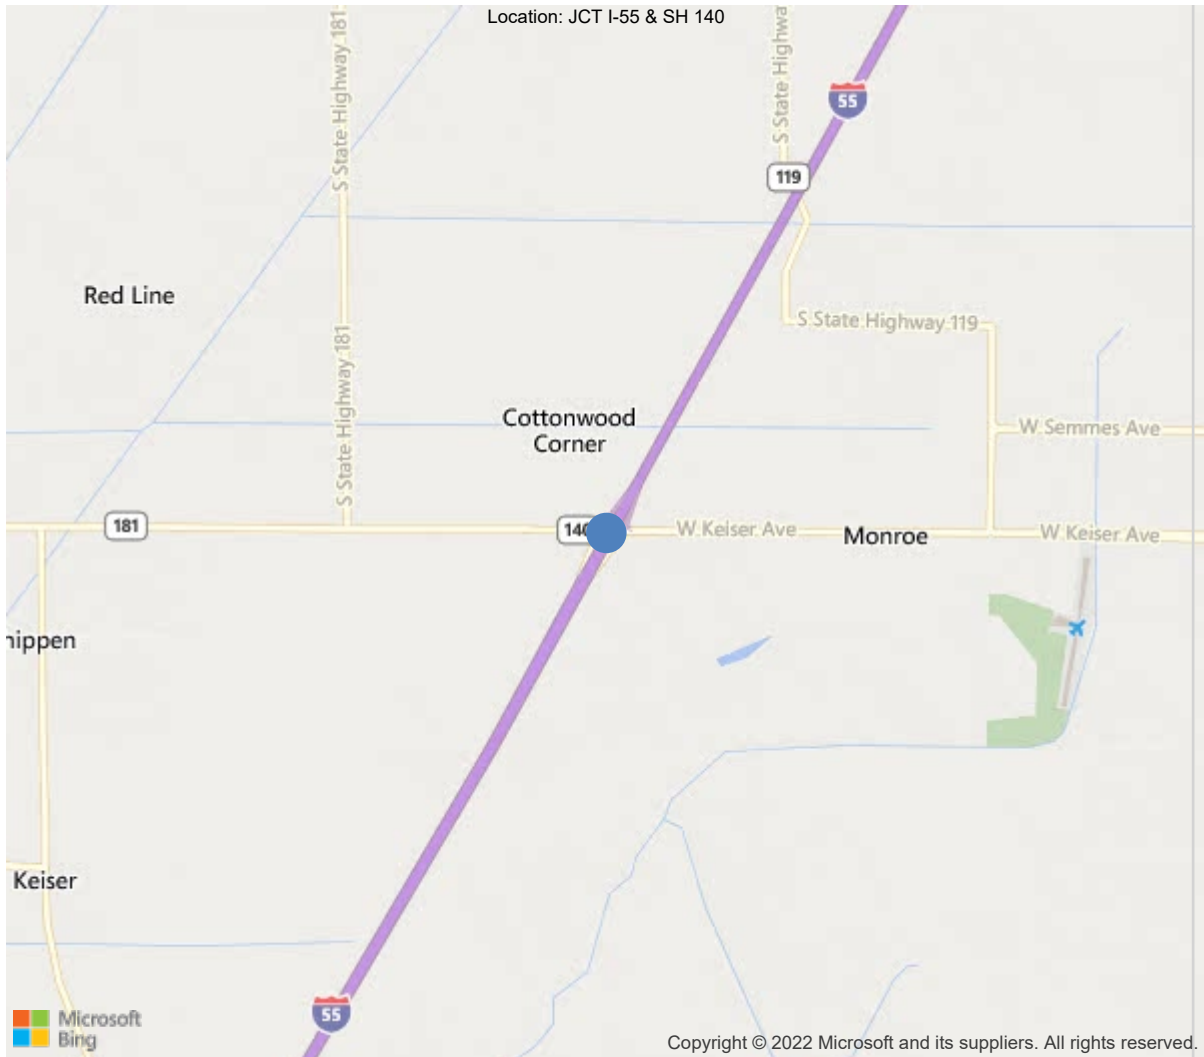 Location: JCT I-55 & SH 140
S State Highway 181
55
119
Red Line
S State Highway 119
S State Highway 181
Cottonwood
Corner
W Semmes Ave
181
W Keiser Ave
Monroe
W Keiser Ave
Keiser
55
Microsoft
Bing
Copyright © 2022 Microsoft and its suppliers. All rights reserved.